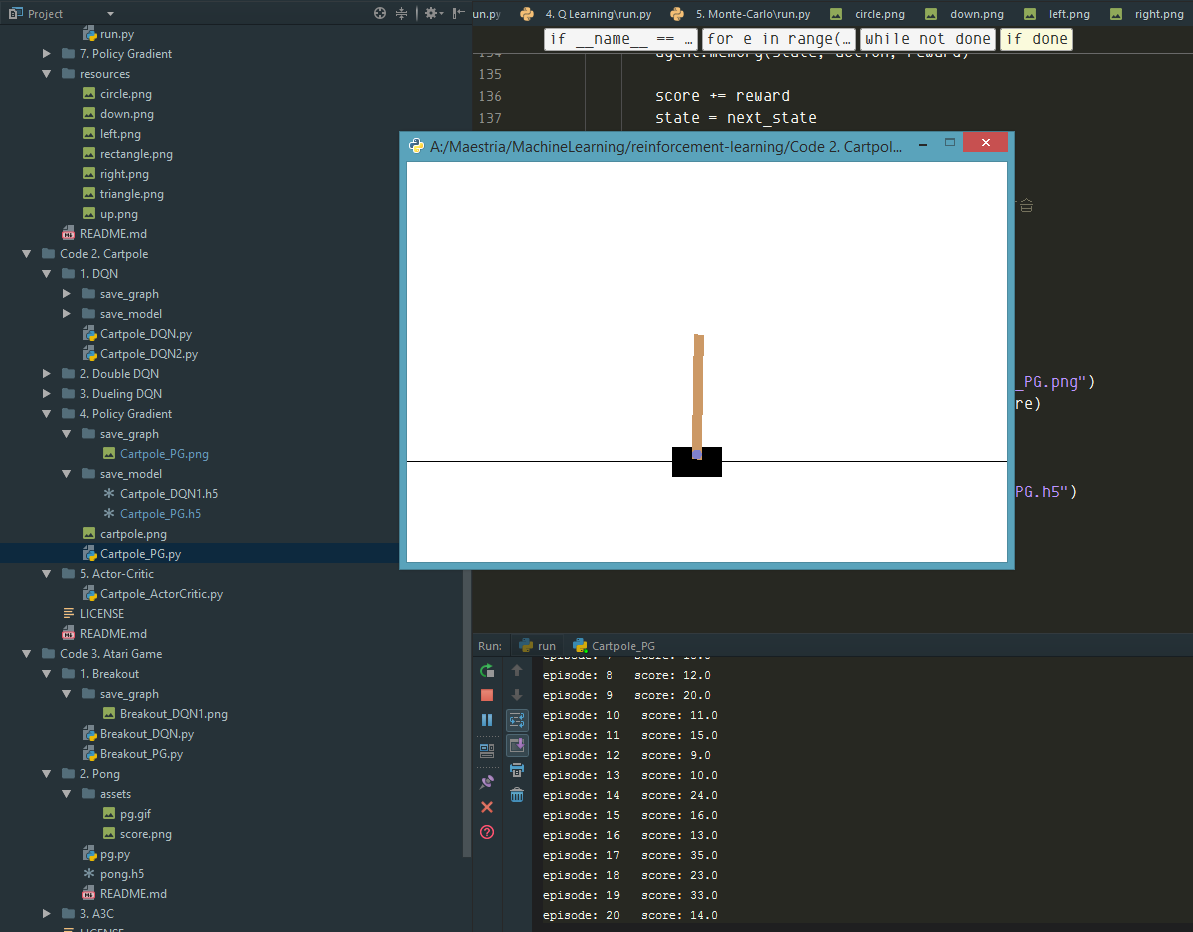 Project
run.py
7. Policy Gradient
resources
circle.png
down.png
left.png
rectangle.png
right.png
triangle.png
up.png
README.md
Code 2. Cartpole
1. DQN
save_graph
save_model
Cartpole_DQN.py
Cartpole_DQN2.py
2. Double DQN
3. Dueling DQN
4. Policy Gradient
save_graph
Cartpole_PG.png
save_model
Cartpole_DQN1.h5
Cartpole_PG.h5
cartpole.png
Cartpole_PG.py
5. Actor-Critic
Cartpole_ActorCritic.py
LICENSE
README.md
Code 3. Atari Game
1. Breakout
save_graph
Breakout_DQN1.png
Breakout_DQN.py
Breakout_PG.py
2. Pong
assets
pg.gif
score.png
pg.py
pong.h5
README.md
3. A3C
LICENSE
un.py 4. Q Learning\run.py 5. Monte-Carlo\run.py circle.png down.png left.png right.png
if __name__ == … for e in range(… while not done if done
134 agent.memory(state, action, reward)
135
136 score += reward
137 state = next_state
A:/Maestria/MachineLearning/reinforcement-learning/Code 2. Cartpol...
_PG.png")
re)
PG.h5")
Run: run Cartpole_PG
episode: 8 score: 12.0
episode: 9 score: 20.0
episode: 10 score: 11.0
episode: 11 score: 15.0
episode: 12 score: 9.0
episode: 13 score: 10.0
episode: 14 score: 24.0
episode: 15 score: 16.0
episode: 16 score: 13.0
episode: 17 score: 35.0
episode: 18 score: 23.0
episode: 19 score: 33.0
episode: 20 score: 14.0